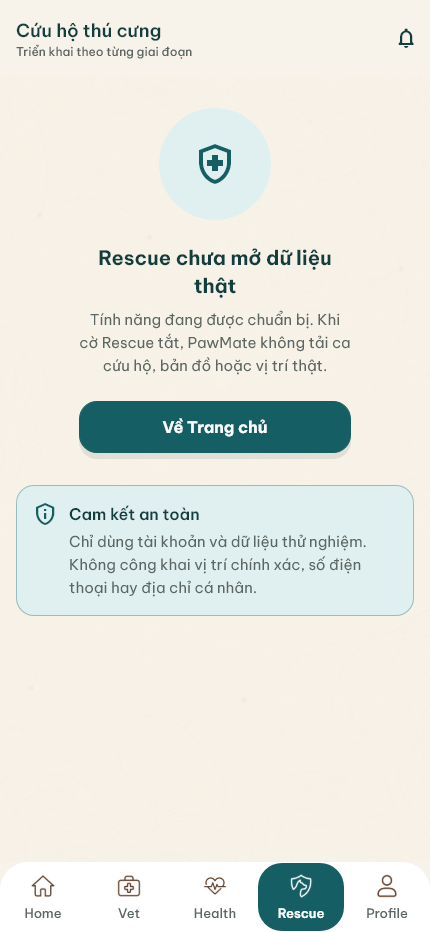 Cứu hộ thú cưng
Triển khai theo từng giai đoạn
Rescue chưa mở dữ liệu
thật
Tính năng đang được chuẩn bị. Khi
cờ Rescue tắt, PawMate không tải ca
cứu hộ, bản đồ hoặc vị trí thật.
Về Trang chủ
Cam kết an toàn
Chỉ dùng tài khoản và dữ liệu thử nghiệm.
Không công khai vị trí chính xác, số điện
thoại hay địa chỉ cá nhân.
Home
Vet
Health
Rescue
Profile